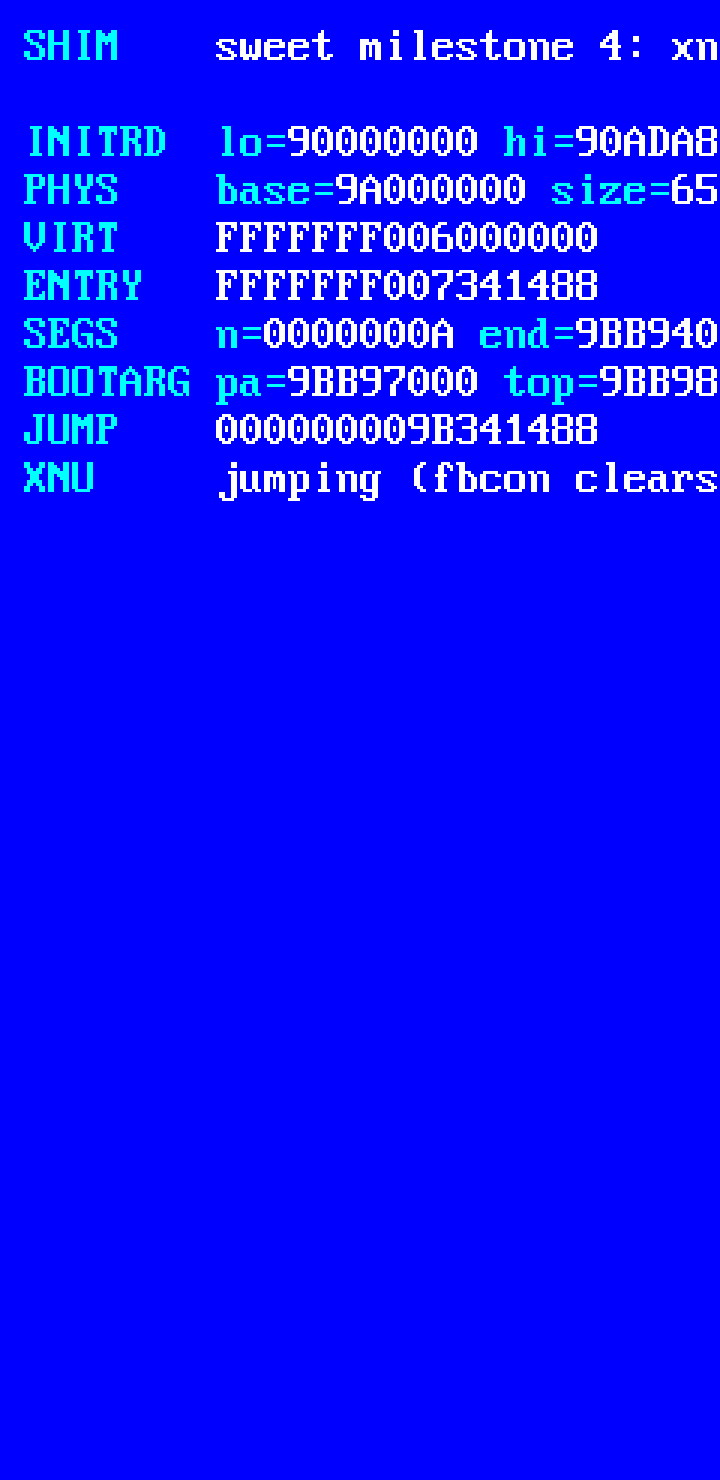 SHIM sweet milestone 4: xn
INITRD lo=90000000 hi=90ADA8
PHYS base=9A000000 size=65
VIRT FFFFFFF006000000
ENTRY FFFFFFF007341488
SEGS n=0000000A end=9BB940
BOOTARG pa=9BB97000 top=9BB98
JUMP 000000009B341488
XNU jumping (fbcon clears